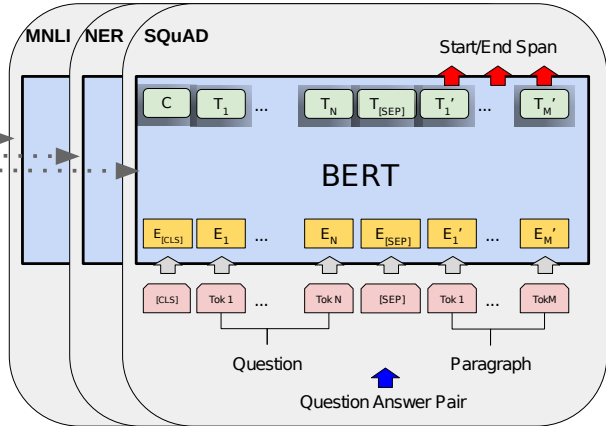 MNLI NER SQuAD
Start/End Span
C T1 ... TN T[SEP] T1’ ... TM’
BERT
E[CLS] E1 ... EN E[SEP] E1’ ... EM’
[CLS] Tok 1 ... Tok N [SEP] Tok 1 ... TokM
Question Paragraph
Question Answer Pair